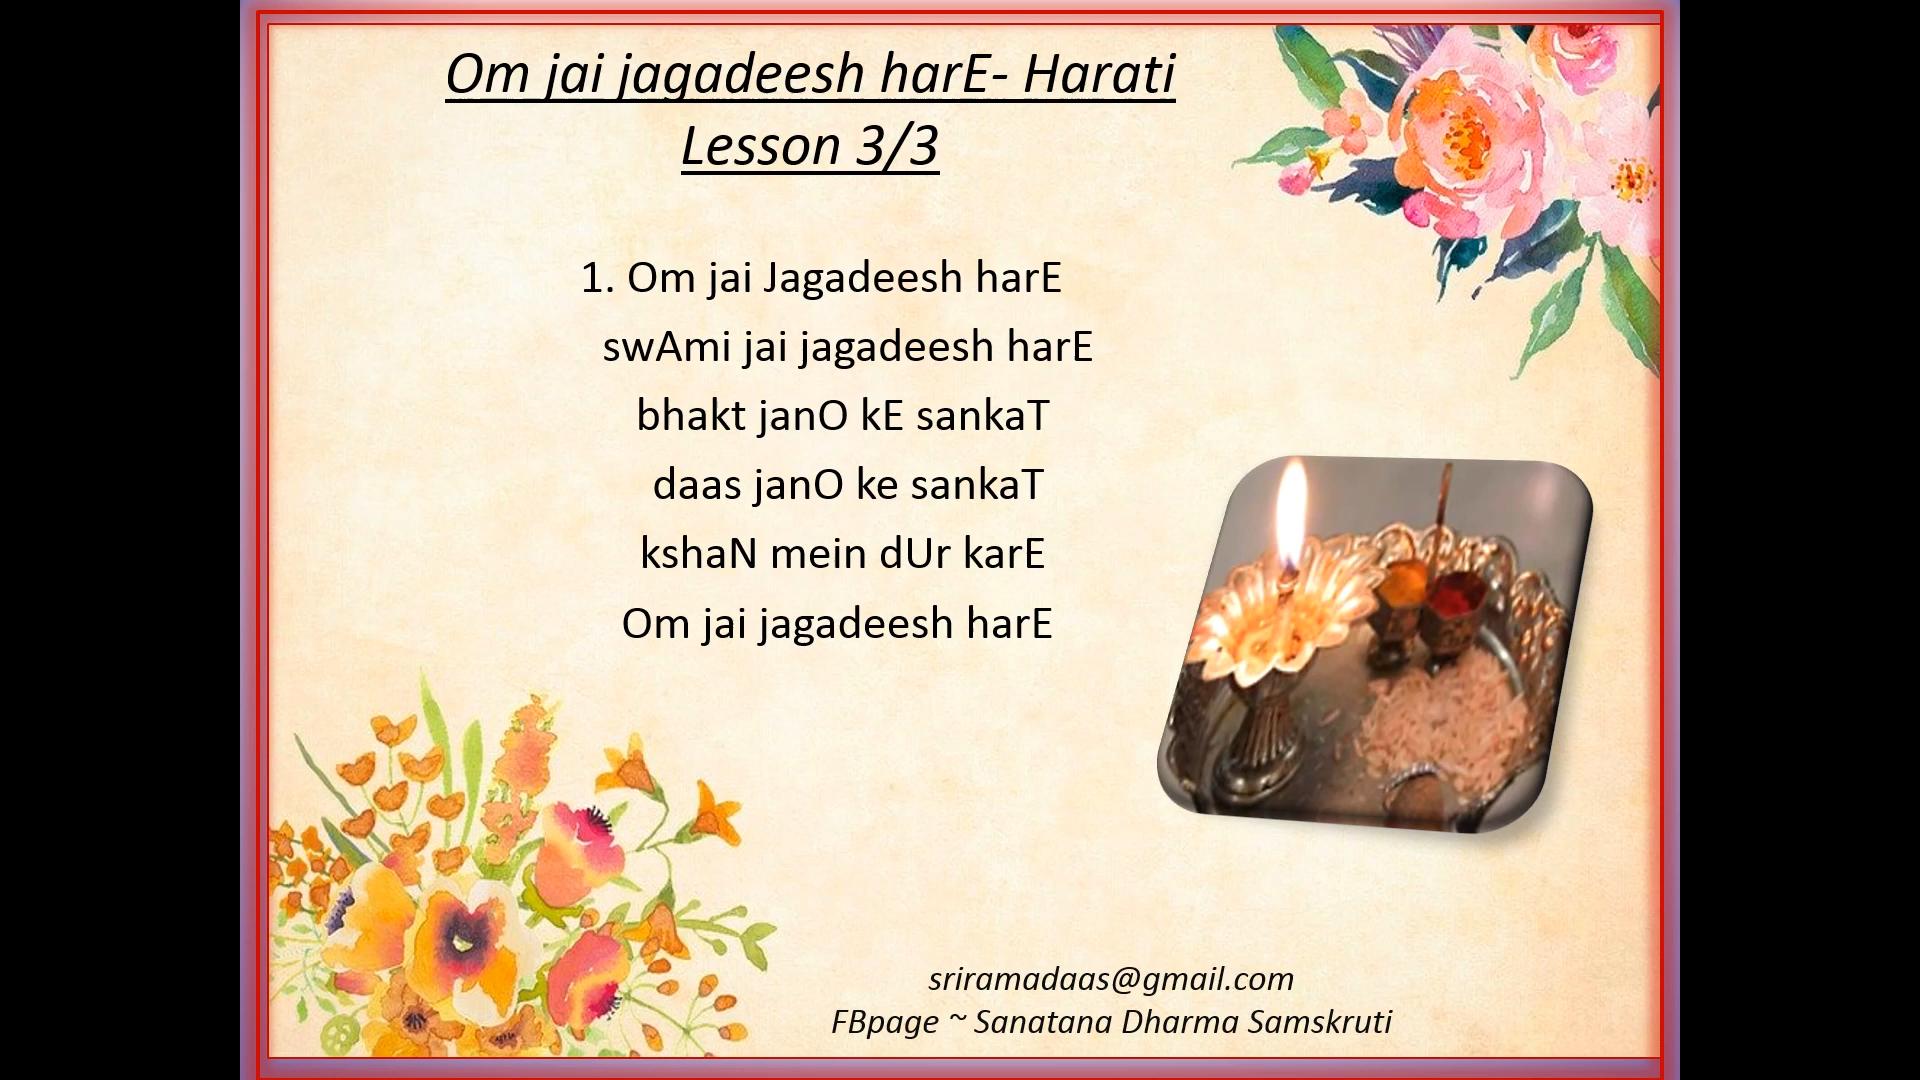 Om jai jagadeesh harE- Harati
Lesson 3/3
1. Om jai Jagadeesh harE
swAmi jai jagadeesh harE
bhakt janO kE sankaT
daas janO ke sankaT
kshaN mein dUr karE
Om jai jagadeesh harE
sriramadaas@gmail.com
FBpage ~ Sanatana Dharma Samskruti